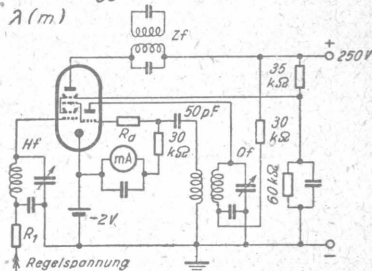 λ(m)
Zf
+
250V
35
kΩ
50pF
Hf
Ra
30
kΩ
mA
Of
30
kΩ
60kΩ
-2V
R1
Regelspannung
−